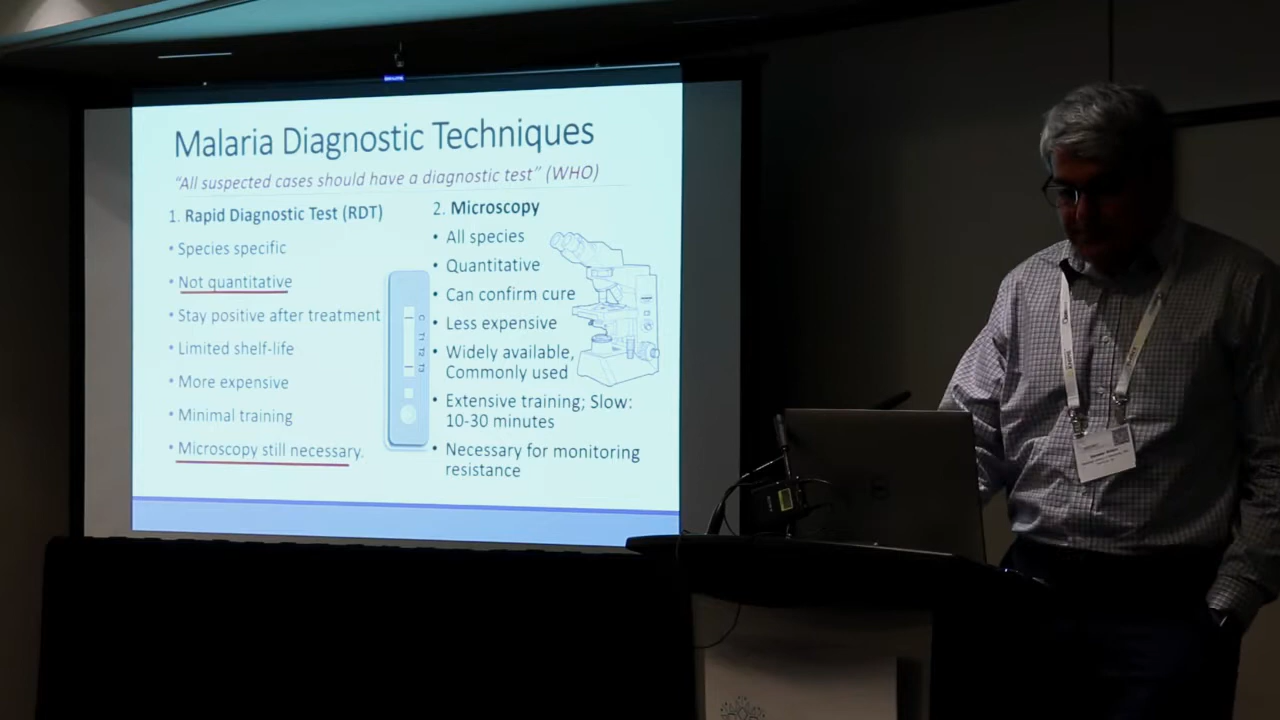 Malaria Diagnostic Techniques
“All suspected cases should have a diagnostic test” (WHO)
1. Rapid Diagnostic Test (RDT)
• Species specific
• Not quantitative
• Stay positive after treatment
• Limited shelf-life
• More expensive
• Minimal training
• Microscopy still necessary.
C T1 T2 T3
2. Microscopy
• All species
• Quantitative
• Can confirm cure
• Less expensive
• Widely available,
Commonly used
• Extensive training; Slow:
10-30 minutes
• Necessary for monitoring
resistance